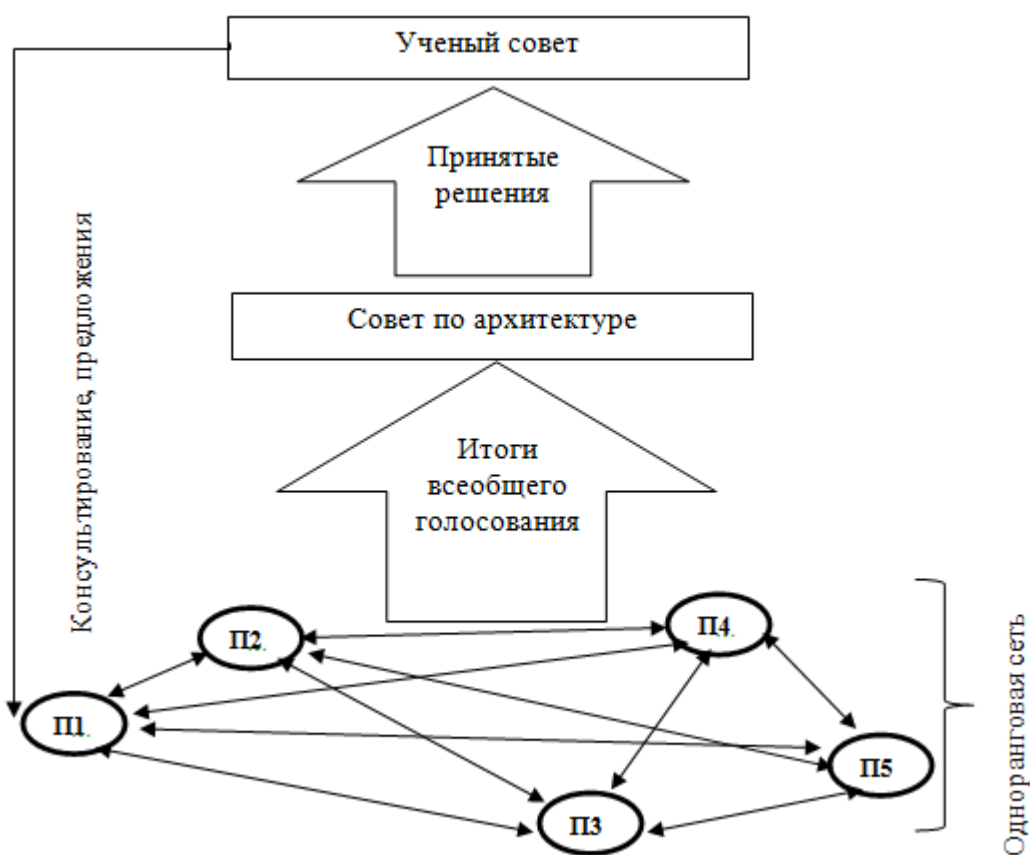 Ученый совет
Принятые
решения
Совет по архитектуре
Итоги
всеобщего
голосования
Консультирование, предложения
П1.
П2.
П3
П4.
П5
Одноранговая сеть